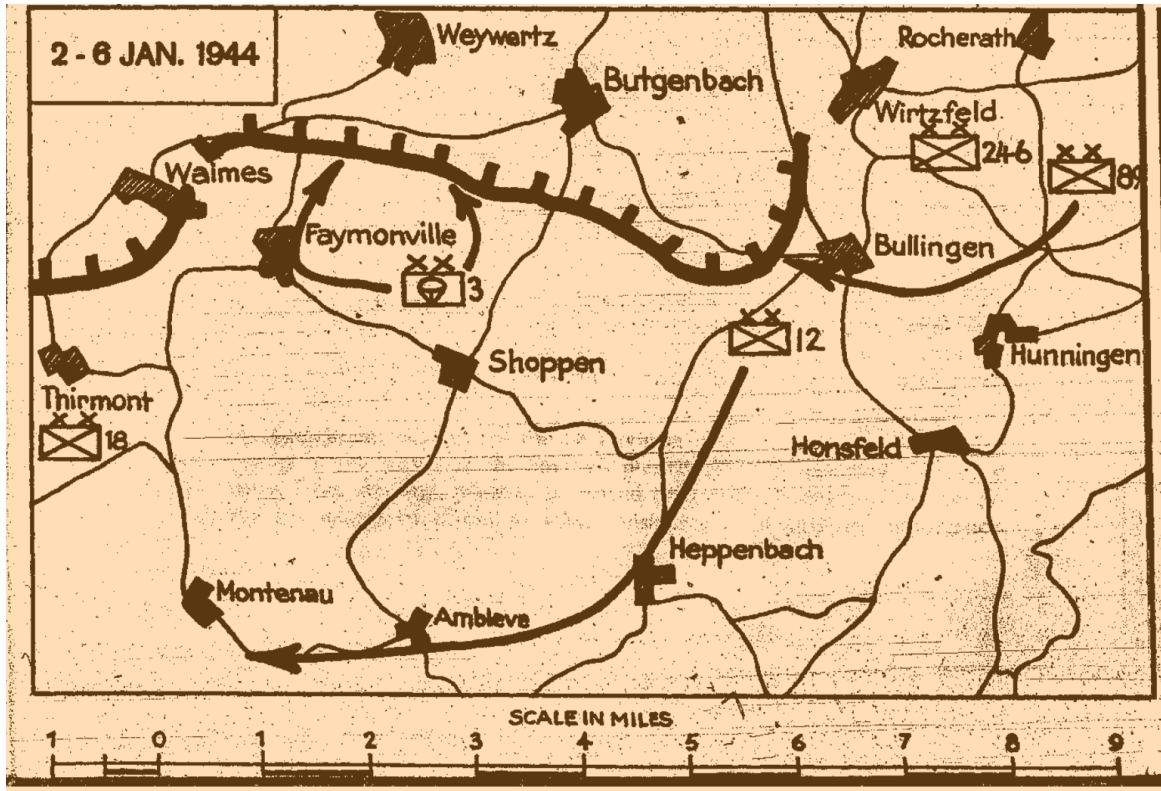 2 - 6 JAN. 1944
Weywertz
Rocherath
Butgenbach
Wirtzfeld
246
89
Waimes
Faymonville
Bullingen
3
12
Shoppen
Hunningen
Thirmont
18
Honsfeld
Heppenbach
Montenau
Ambleve
SCALE IN MILES
1 0 1 2 3 4 5 6 7 8 9